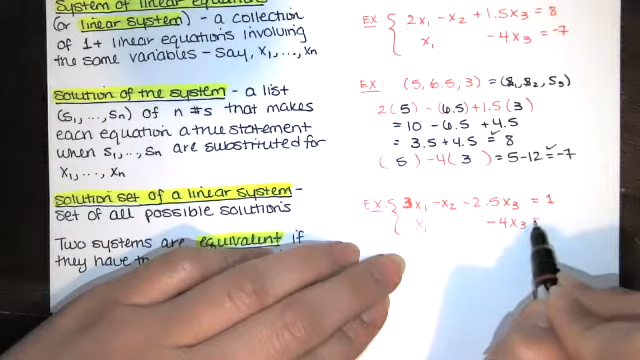 system of linear equations
(or linear system) - a collection
of 1+ linear equations involving
the same variables - say, x₁, ..., xₙ
solution of the system - a list
(s₁, ..., sₙ) of n #s that makes
each equation a true statement
when s₁, ..., sₙ are substituted for
x₁, ..., xₙ
solution set of a linear system -
set of all possible solutions
Two systems are equivalent if
they have the
EX: { 2x₁ - x₂ + 1.5x₃ = 8
x₁ - 4x₃ = -7
EX: (5, 6.5, 3) = (s₁, s₂, s₃)
2(5) - (6.5) + 1.5(3)
= 10 - 6.5 + 4.5
= 3.5 + 4.5 = 8 ✓
(5) - 4(3) = 5 - 12 = -7 ✓
EX: { 3x₁ - x₂ - 2.5x₃ = 1
x₁ - 4x₃ =